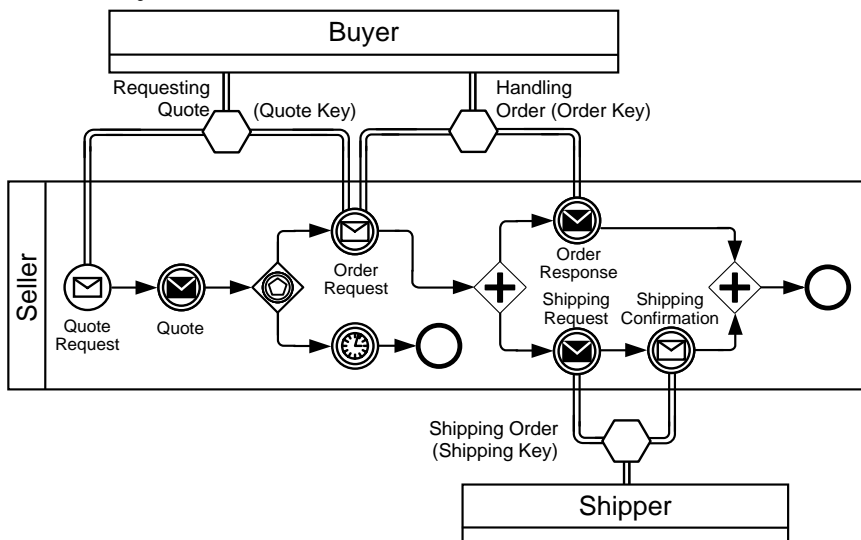 Buyer
Requesting
Quote
(Quote Key)
Handling
Order (Order Key)
Seller
Quote
Request
Quote
Order
Request
Order
Response
Shipping
Request
Shipping
Confirmation
Shipping Order
(Shipping Key)
Shipper